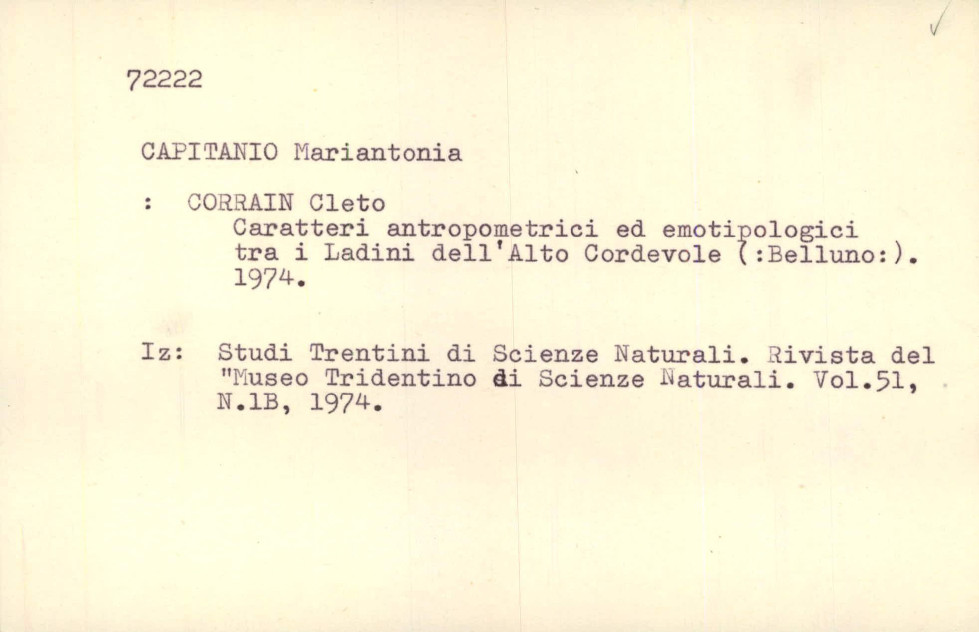 72222
CAPITANIO Mariantonia
: CORRAIN Cleto
Caratteri antropometrici ed emotipologici
tra i Ladini dell'Alto Cordevole (:Belluno:).
1974.
Iz: Studi Trentini di Scienze Naturali. Rivista del
"Museo Tridentino di Scienze Naturali. Vol.51,
N.1B, 1974.